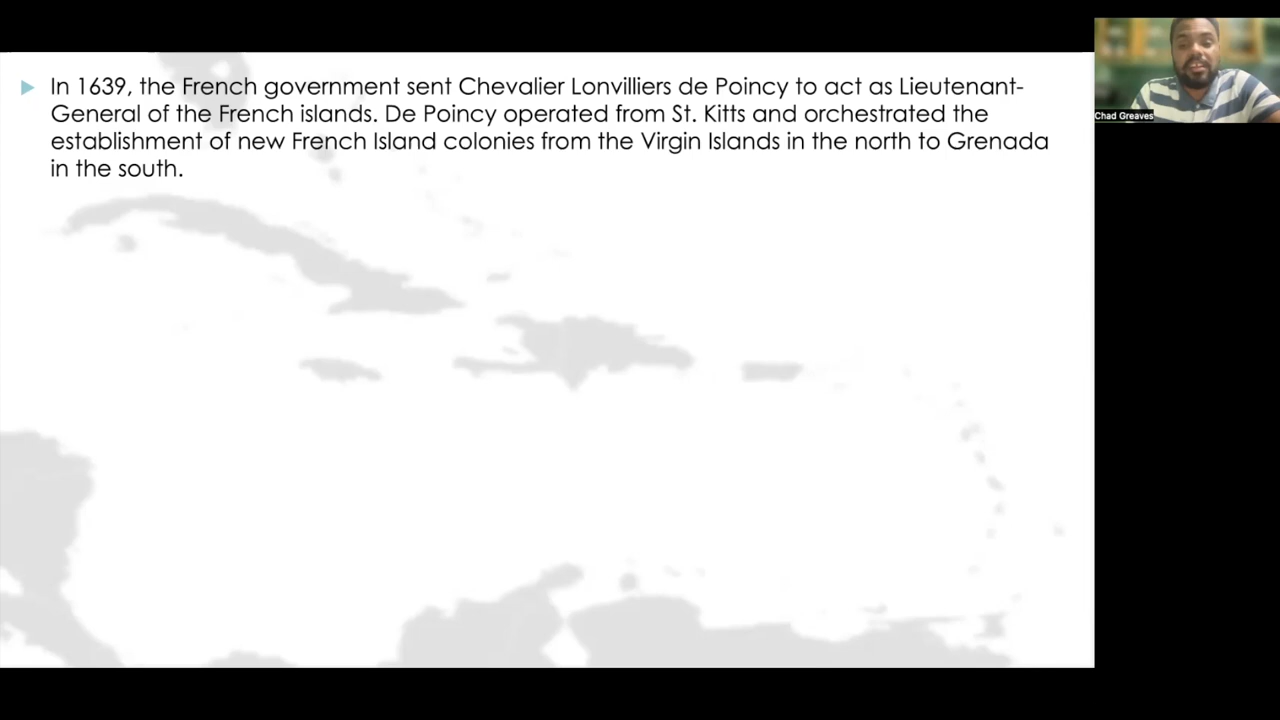 In 1639, the French government sent Chevalier Lonvilliers de Poincy to act as Lieutenant-
General of the French islands. De Poincy operated from St. Kitts and orchestrated the
establishment of new French Island colonies from the Virgin Islands in the north to Grenada
in the south.
Chad Greaves